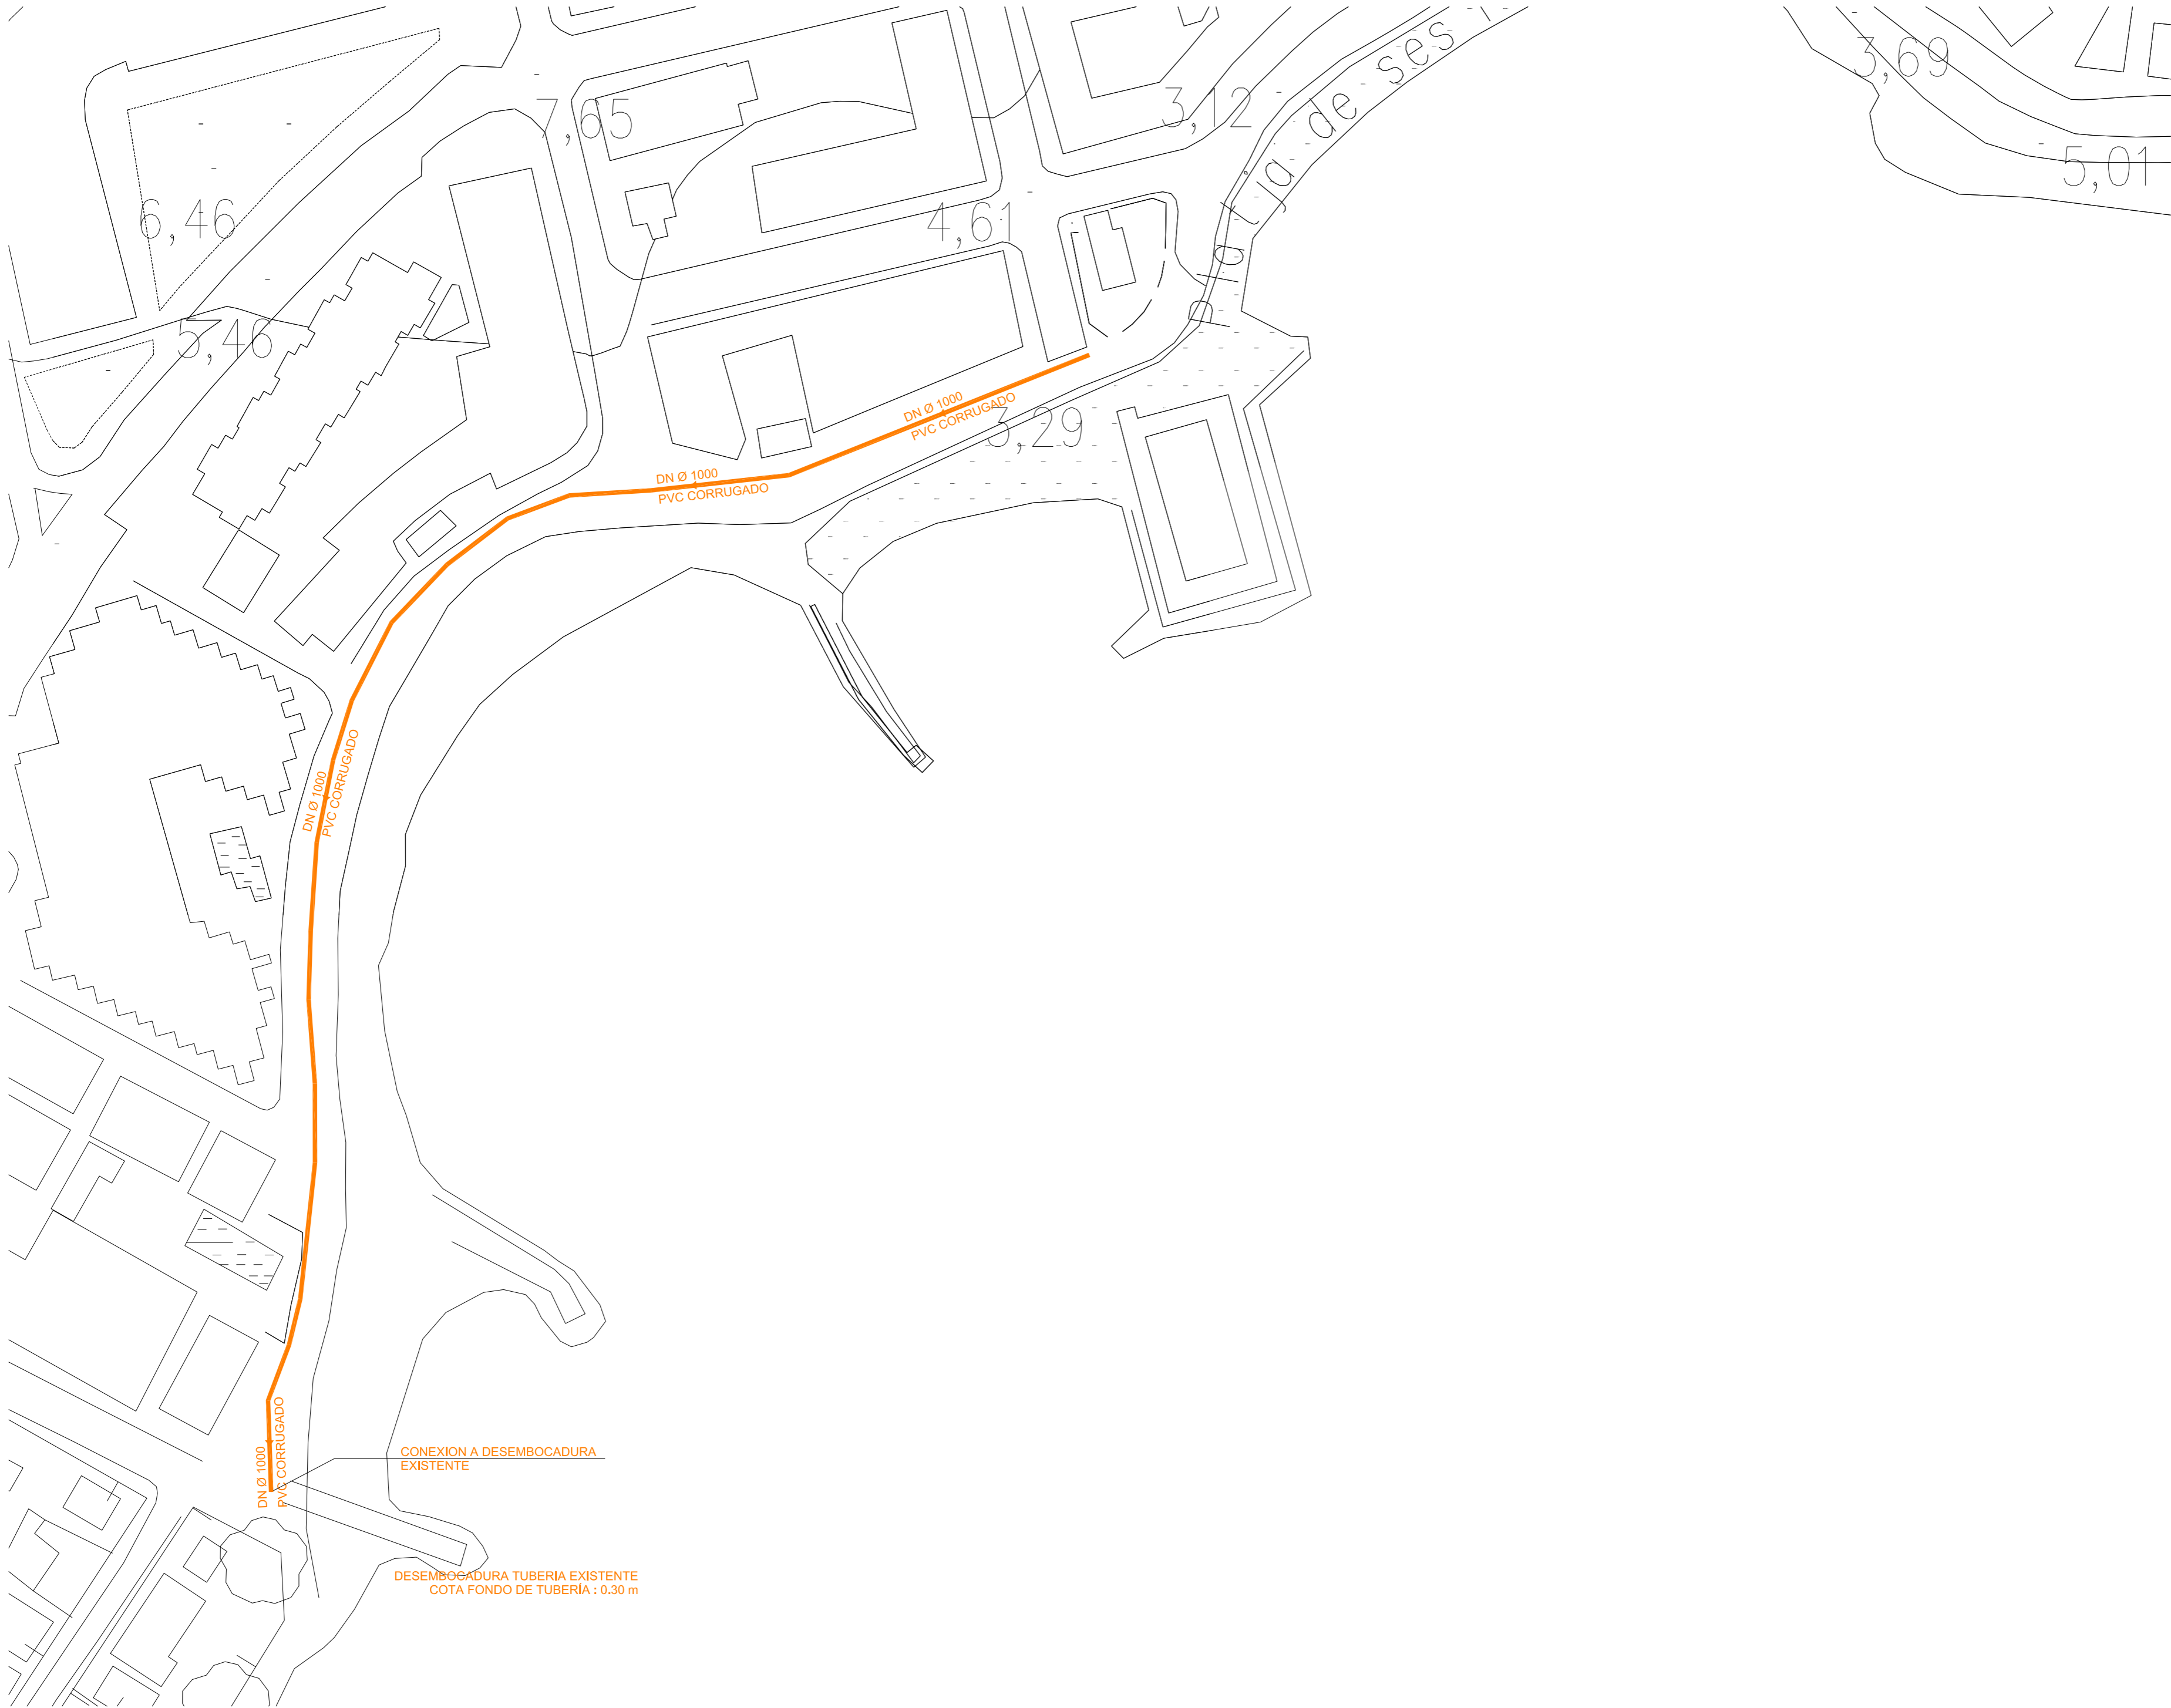 3,69
7,65
3,12
5,01
6,46
4,61
5,46
platja de ses
DN Ø 1000
PVC CORRUGADO
3,29
DN Ø 1000
PVC CORRUGADO
DN Ø 1000
PVC CORRUGADO
DN Ø 1000
PVC CORRUGADO
CONEXION A DESEMBOCADURA
EXISTENTE
DESEMBOCADURA TUBERIA EXISTENTE
COTA FONDO DE TUBERÍA : 0.30 m